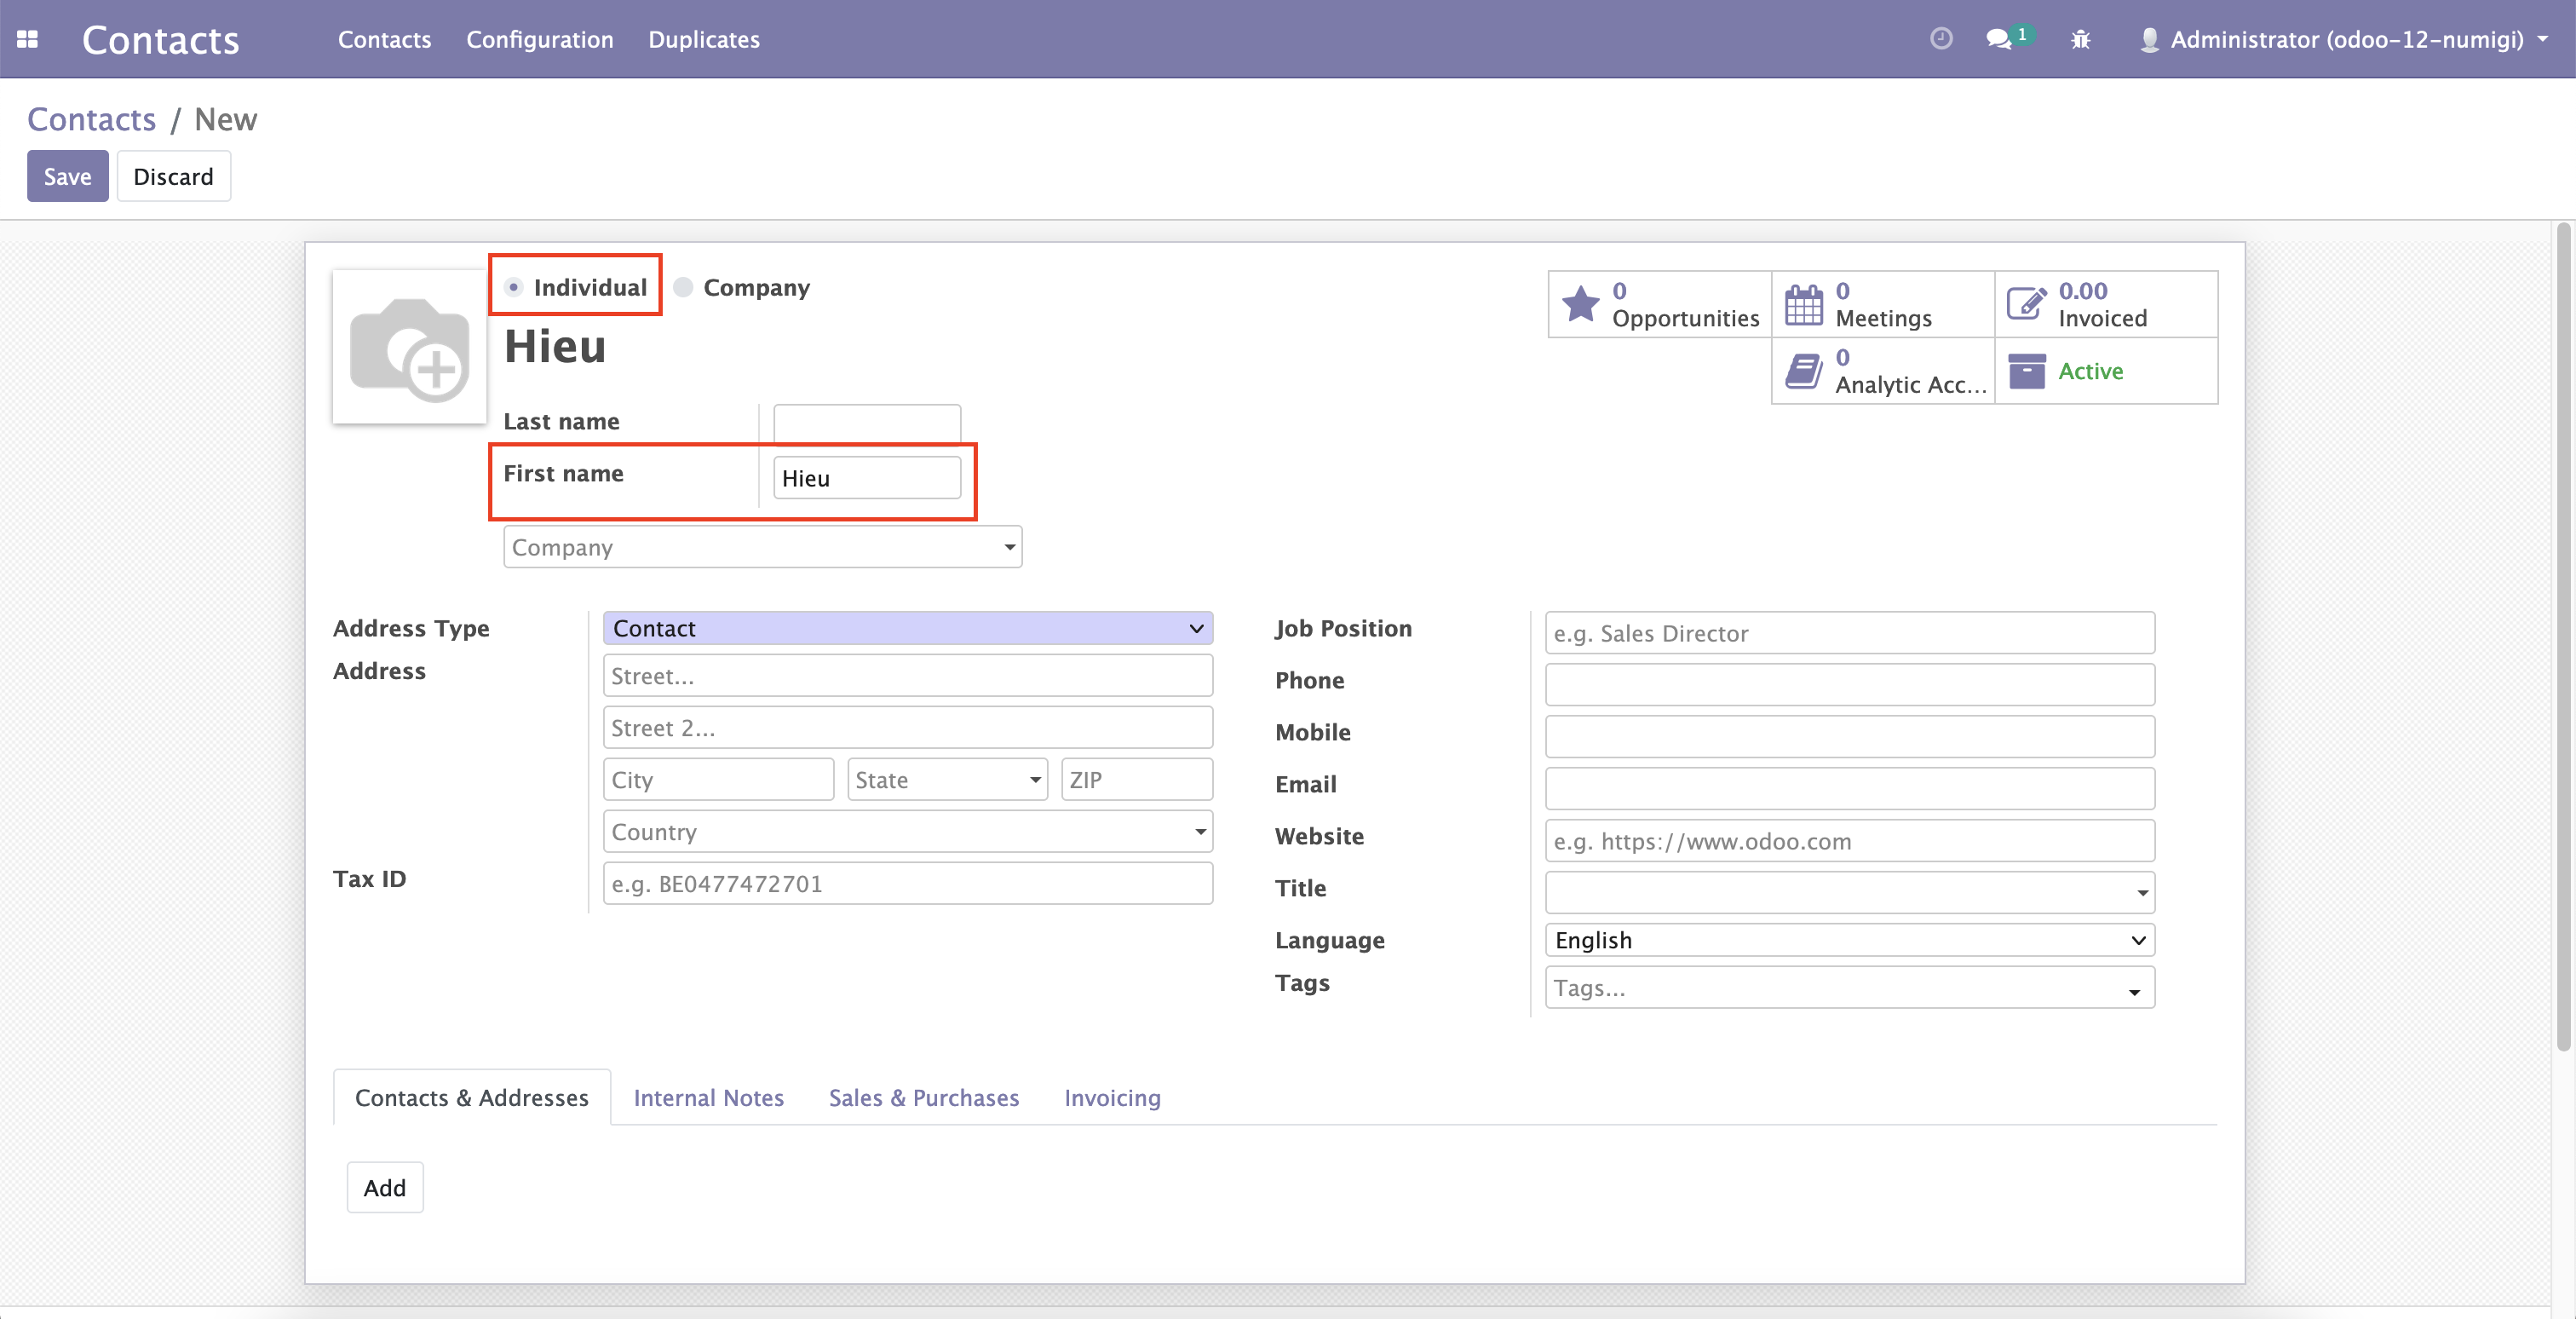 Contacts Contacts Configuration Duplicates 1 Administrator (odoo-12-numigi)
Contacts / New
Save Discard
Individual Company
Hieu
Last name
First name Hieu
Company
0 Opportunities 0 Meetings 0.00 Invoiced
0 Analytic Acc... Active
Address Type Contact
Address Street...
Street 2...
City State ZIP
Country
Tax ID e.g. BE0477472701
Job Position e.g. Sales Director
Phone
Mobile
Email
Website e.g. https://www.odoo.com
Title
Language English
Tags Tags...
Contacts & Addresses Internal Notes Sales & Purchases Invoicing
Add